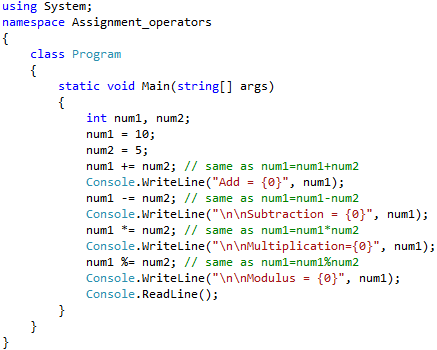 using System;
namespace Assignment_operators
{
    class Program
    {
        static void Main(string[] args)
        {
            int num1, num2;
            num1 = 10;
            num2 = 5;
            num1 += num2; // same as num1=num1+num2
            Console.WriteLine("Add = {0}", num1);
            num1 -= num2; // same as num1=num1-num2
            Console.WriteLine("\n\nSubtraction = {0}", num1);
            num1 *= num2; // same as num1=num1*num2
            Console.WriteLine("\n\nMultiplication={0}", num1);
            num1 %= num2; // same as num1=num1%num2
            Console.WriteLine("\n\nModulus = {0}", num1);
            Console.ReadLine();
        }
    }
}